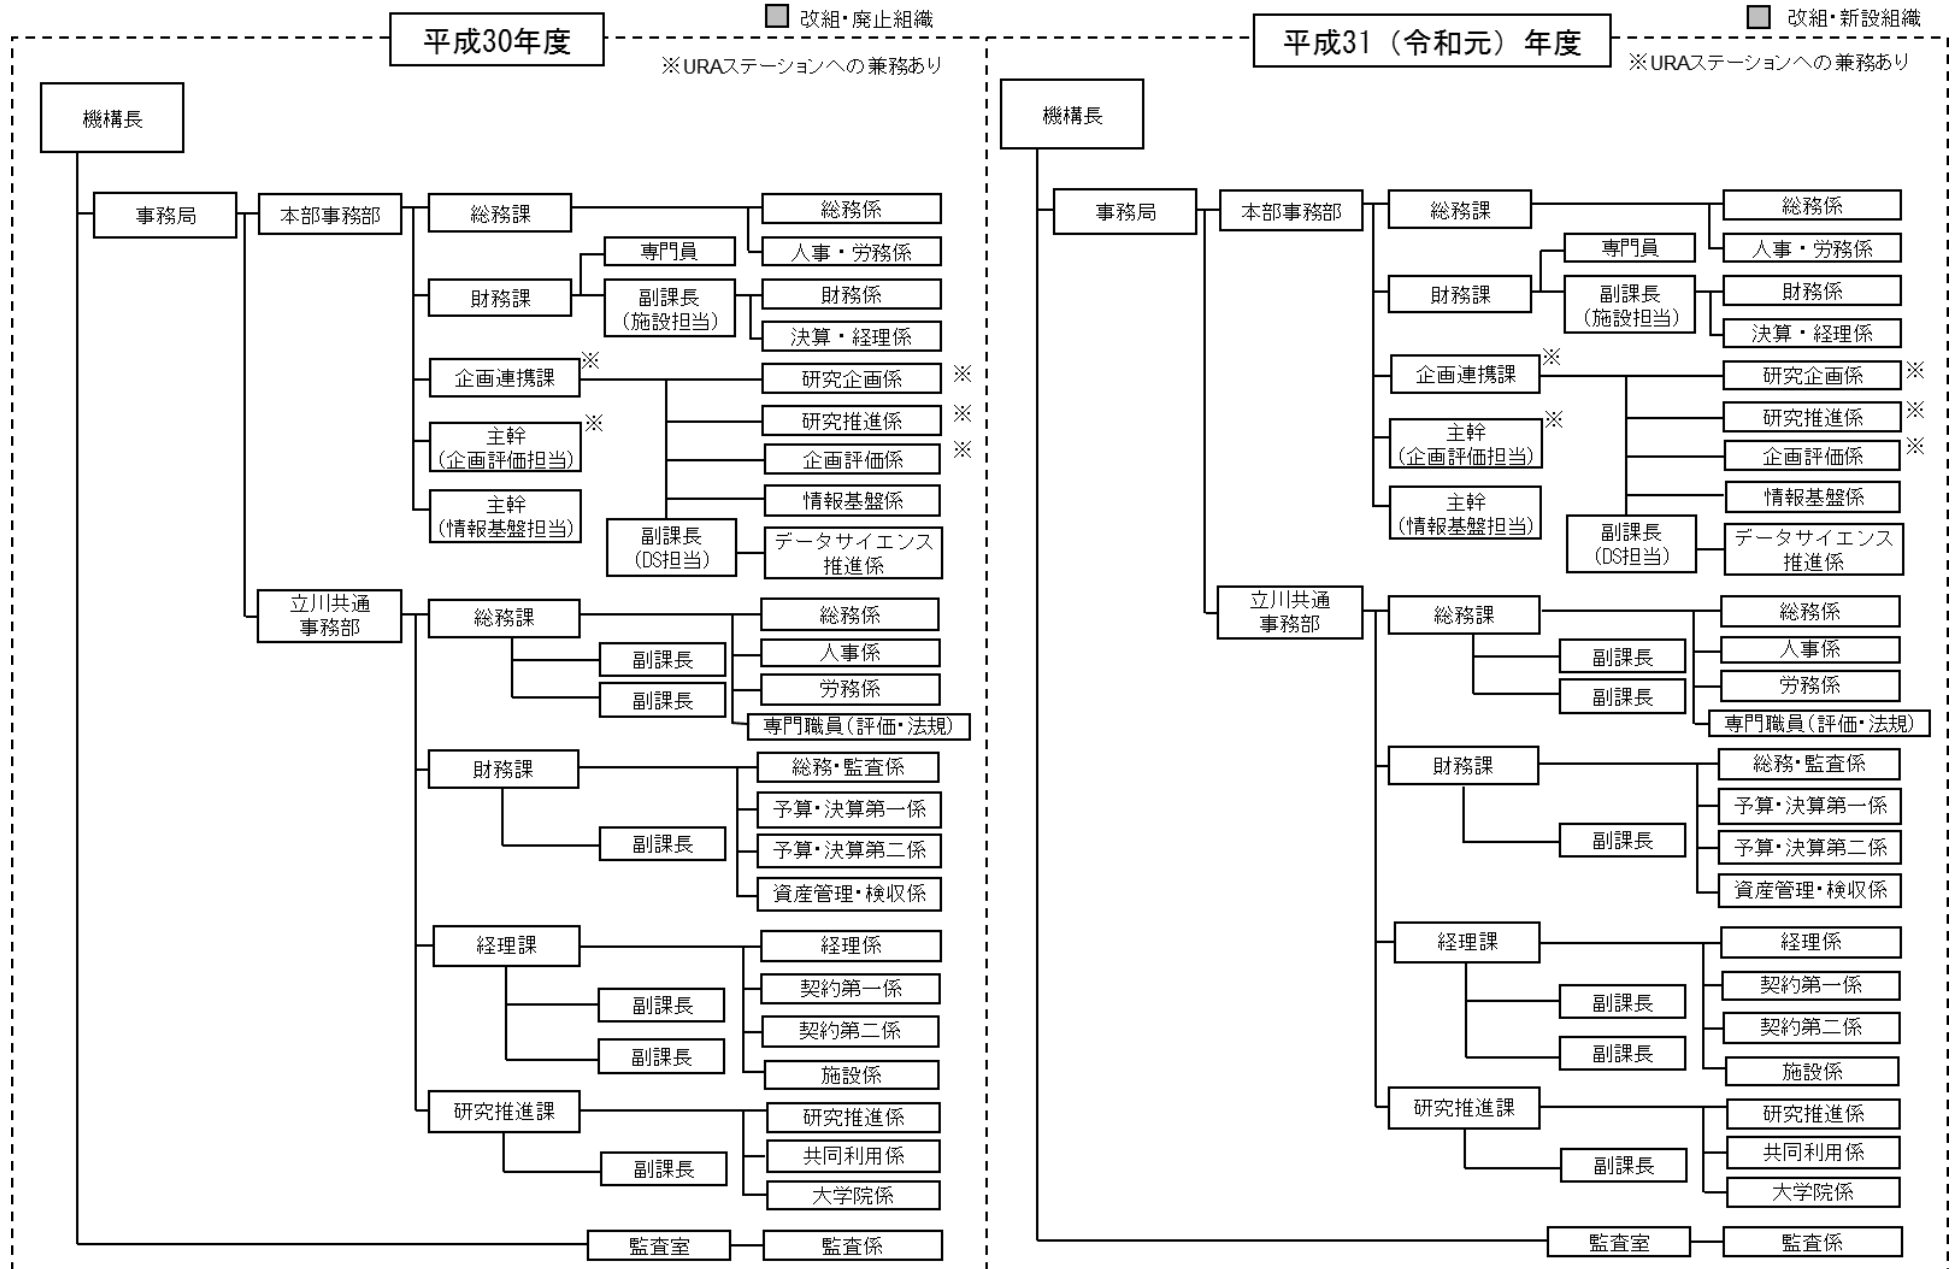 平成30年度
改組・廃止組織
※URAステーションへの兼務あり
機構長
事務局
本部事務部
総務課
総務係
人事・労務係
財務課
専門員
副課長
(施設担当)
財務係
決算・経理係
企画連携課
※
研究企画係
※
研究推進係
※
企画評価係
※
情報基盤係
主幹
(企画評価担当)
※
主幹
(情報基盤担当)
副課長
(DS担当)
データサイエンス
推進係
立川共通
事務部
総務課
副課長
副課長
総務係
人事係
労務係
専門職員(評価・法規)
財務課
副課長
総務・監査係
予算・決算第一係
予算・決算第二係
資産管理・検収係
経理課
副課長
副課長
経理係
契約第一係
契約第二係
施設係
研究推進課
副課長
研究推進係
共同利用係
大学院係
監査室
監査係
平成31（令和元）年度
改組・新設組織
※URAステーションへの兼務あり
機構長
事務局
本部事務部
総務課
総務係
人事・労務係
財務課
専門員
副課長
(施設担当)
財務係
決算・経理係
企画連携課
※
研究企画係
※
研究推進係
※
企画評価係
※
情報基盤係
主幹
(企画評価担当)
※
主幹
(情報基盤担当)
副課長
(DS担当)
データサイエンス
推進係
立川共通
事務部
総務課
副課長
副課長
総務係
人事係
労務係
専門職員(評価・法規)
財務課
副課長
総務・監査係
予算・決算第一係
予算・決算第二係
資産管理・検収係
経理課
副課長
副課長
経理係
契約第一係
契約第二係
施設係
研究推進課
副課長
研究推進係
共同利用係
大学院係
監査室
監査係